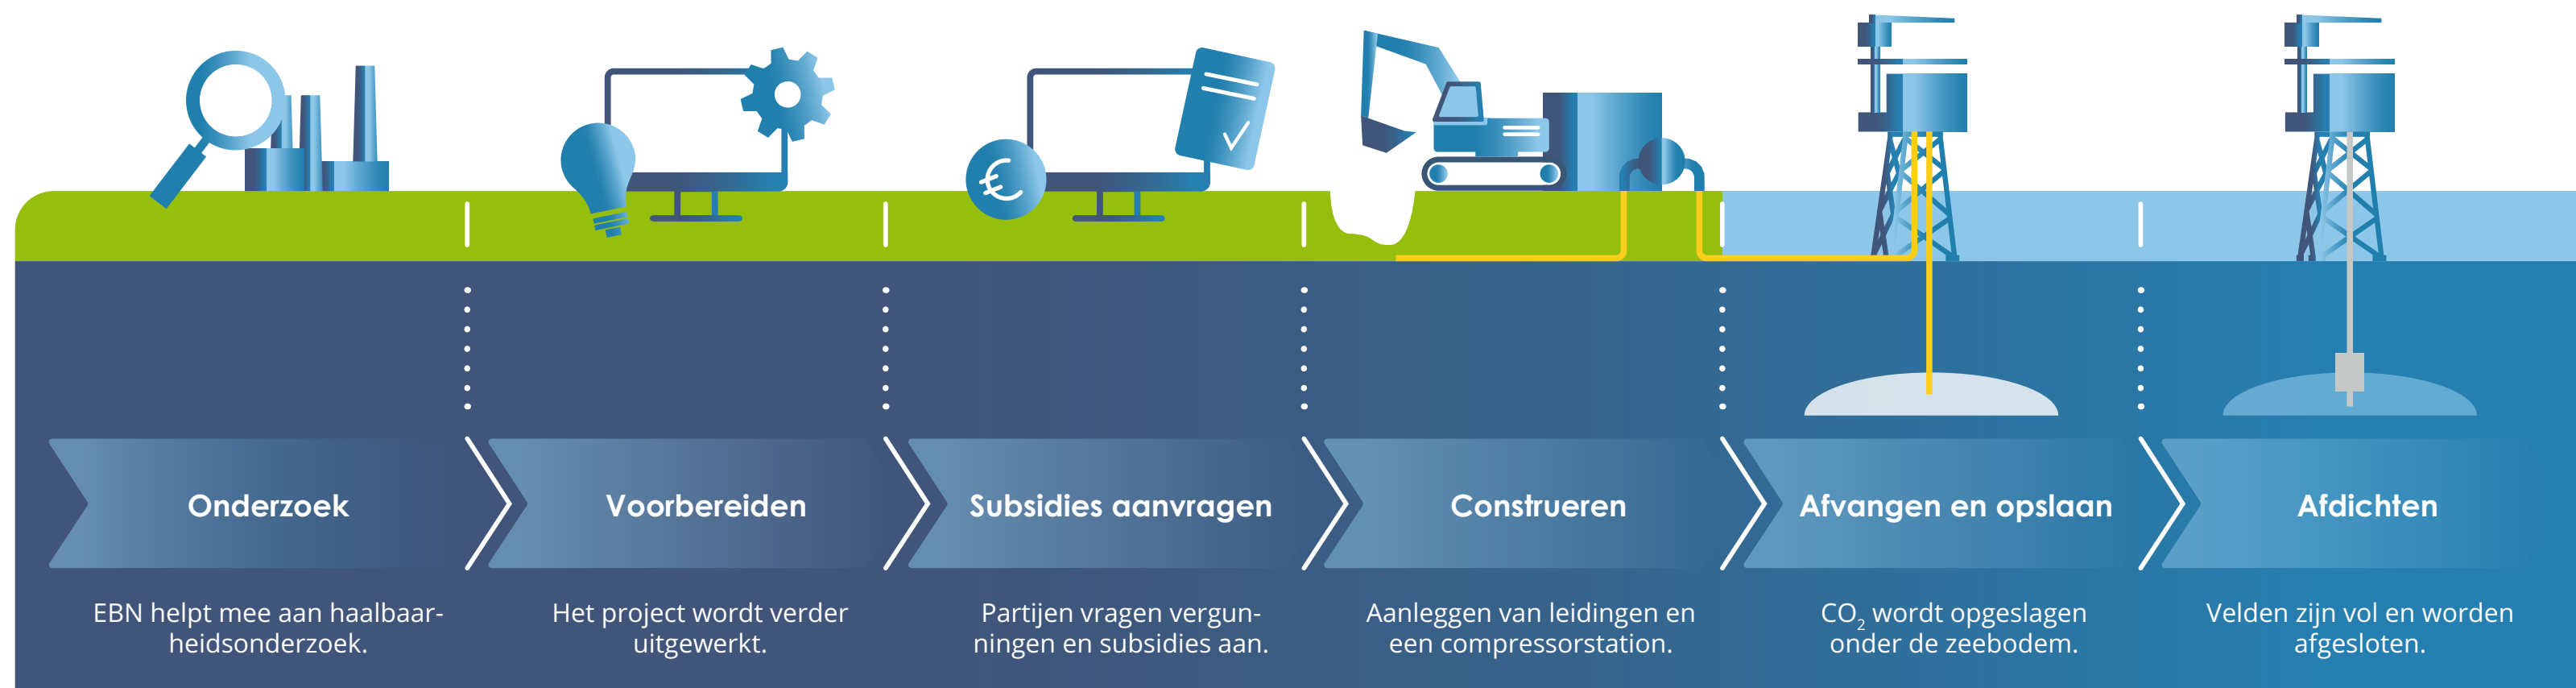 €
Onderzoek
Voorbereiden
Subsidies aanvragen
Construeren
Afvangen en opslaan
Afdichten
EBN helpt mee aan haalbaar-
heidsonderzoek.
Het project wordt verder
uitgewerkt.
Partijen vragen vergun-
ningen en subsidies aan.
Aanleggen van leidingen en
een compressorstation.
CO₂ wordt opgeslagen
onder de zeebodem.
Velden zijn vol en worden
afgesloten.